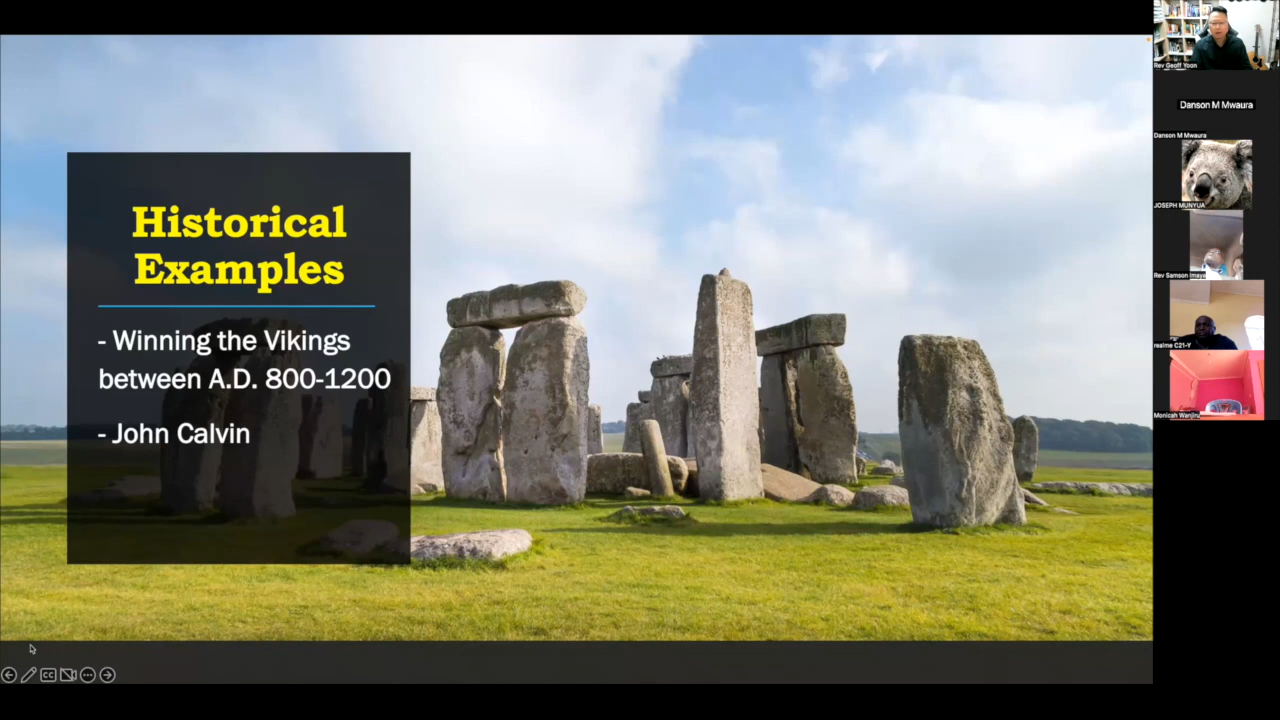 Historical
Examples
- Winning the Vikings
between A.D. 800-1200
- John Calvin
CC
Rev Geoff Yoon
Danson M Mwaura
Danson M Mwaura
JOSEPH MUNYUA
Rev Samson Imaya
realme C21-Y
Monicah Wanjiru